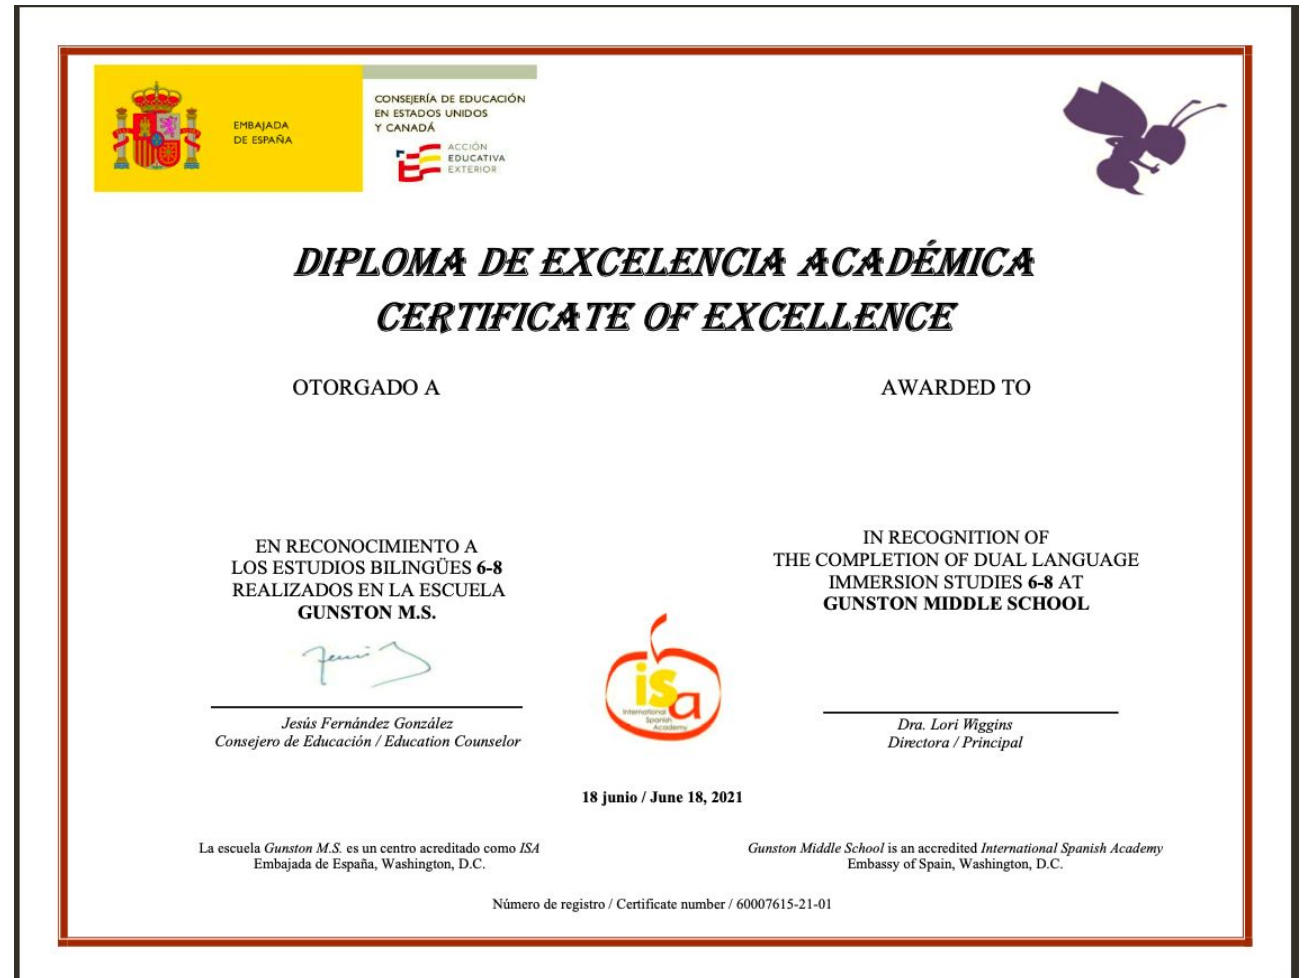 EMBAJADA
DE ESPAÑA
CONSEJERÍA DE EDUCACIÓN
EN ESTADOS UNIDOS
Y CANADÁ
ACCIÓN
EDUCATIVA
EXTERIOR
DIPLOMA DE EXCELENCIA ACADÉMICA
CERTIFICATE OF EXCELLENCE
OTORGADO A
AWARDED TO
EN RECONOCIMIENTO A
LOS ESTUDIOS BILINGÜES 6-8
REALIZADOS EN LA ESCUELA
GUNSTON M.S.
IN RECOGNITION OF
THE COMPLETION OF DUAL LANGUAGE
IMMERSION STUDIES 6-8 AT
GUNSTON MIDDLE SCHOOL
isa
International
Spanish
Academy
Jesús Fernández González
Consejero de Educación / Education Counselor
Dra. Lori Wiggins
Directora / Principal
18 junio / June 18, 2021
La escuela Gunston M.S. es un centro acreditado como ISA
Embajada de España, Washington, D.C.
Gunston Middle School is an accredited International Spanish Academy
Embassy of Spain, Washington, D.C.
Número de registro / Certificate number / 60007615-21-01